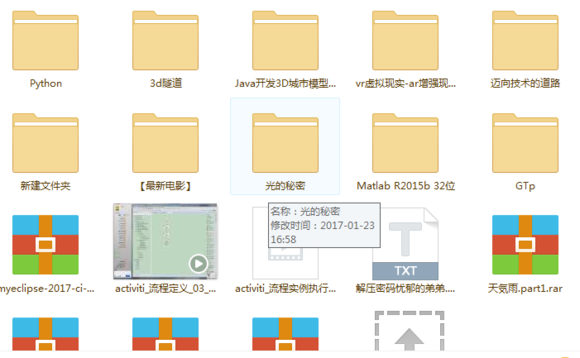 Python
3d隧道
Java开发3D城市模型...
vr虚拟现实-ar增强现...
迈向技术的道路
新建文件夹
【最新电影】
光的秘密
Matlab R2015b 32位
GTp
名称：光的秘密
修改时间：2017-01-23
16:58
TXT
myeclipse-2017-ci-...
activiti_流程定义_03_...
activiti_流程实例执行...
解压密码忧郁的弟弟....
天气雨.part1.rar